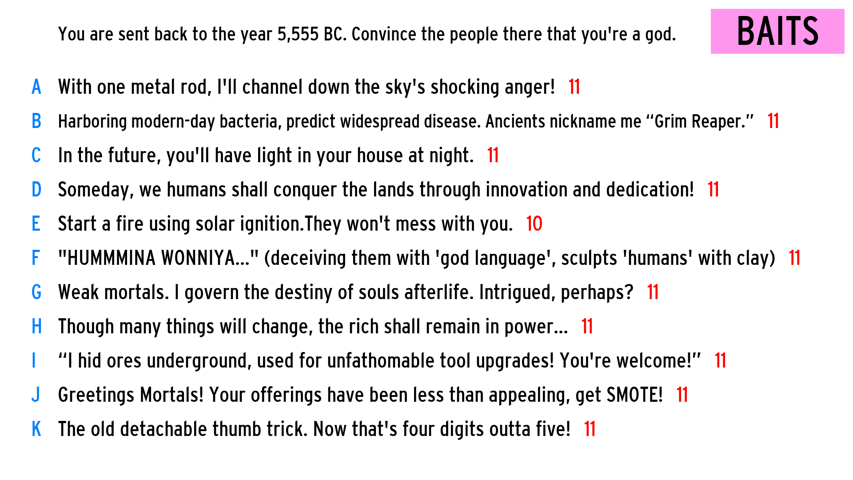 You are sent back to the year 5,555 BC. Convince the people there that you're a god.
BAITS
A With one metal rod, I'll channel down the sky's shocking anger! 11
B Harboring modern-day bacteria, predict widespread disease. Ancients nickname me “Grim Reaper.” 11
C In the future, you'll have light in your house at night. 11
D Someday, we humans shall conquer the lands through innovation and dedication! 11
E Start a fire using solar ignition.They won't mess with you. 10
F "HUMMMINA WONNIYA..." (deceiving them with 'god language', sculpts 'humans' with clay) 11
G Weak mortals. I govern the destiny of souls afterlife. Intrigued, perhaps? 11
H Though many things will change, the rich shall remain in power... 11
I “I hid ores underground, used for unfathomable tool upgrades! You're welcome!” 11
J Greetings Mortals! Your offerings have been less than appealing, get SMOTE! 11
K The old detachable thumb trick. Now that's four digits outta five! 11